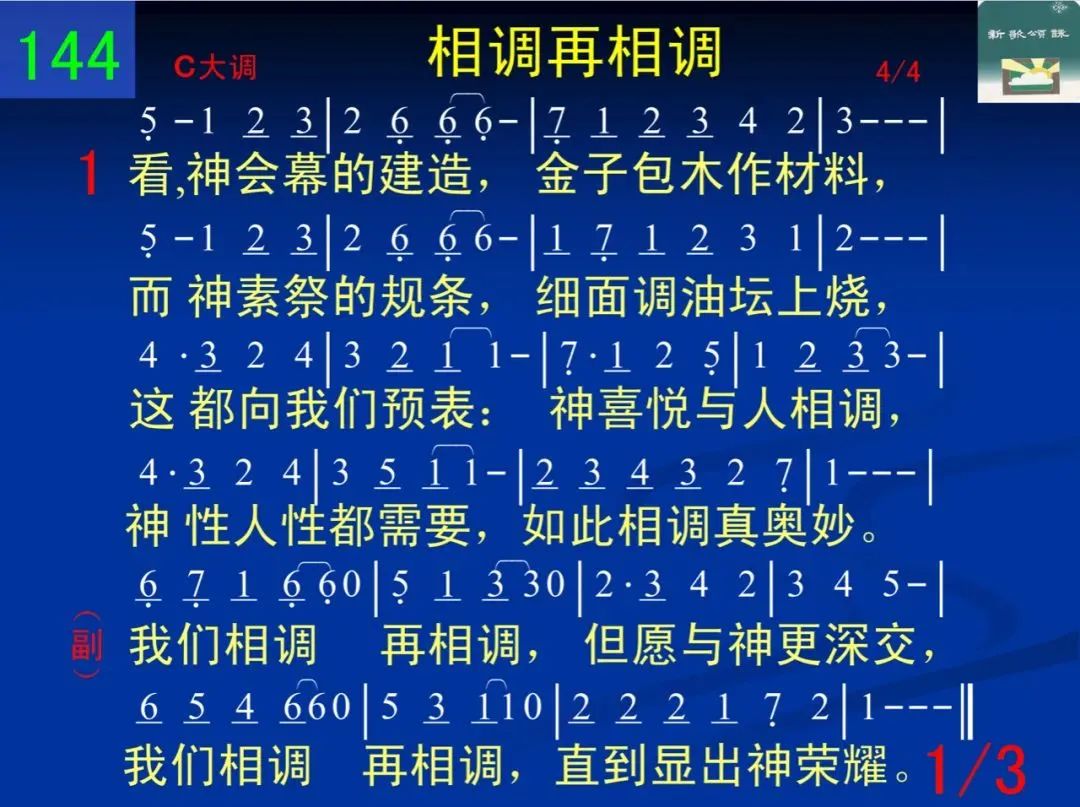 144
C大调
相调再相调
4/4
新歌颂咏
5 -1 2 3|2 6 6 6-|7 1 2 3 4 2|3---|
1 看,神会幕的建造， 金子包木作材料，
5 -1 2 3|2 6 6 6-|1 7 1 2 3 1|2---|
而 神素祭的规条， 细面调油坛上烧，
4 ·3 2 4|3 2 1 1-|7·1 2 5|1 2 3 3-|
这 都向我们预表： 神喜悦与人相调，
4·3 2 4|3 5 1 1-|2 3 4 3 2 7|1---|
神 性人性都需要，如此相调真奥妙。
6 7 1 6 60|5 1 3 30|2·3 4 2|3 4 5-|
（副） 我们相调 再相调， 但愿与神更深交，
6 5 4 6 60|5 3 1 10|2 2 2 1 7 2|1---‖
我们相调 再相调，直到显出神荣耀。
1/3